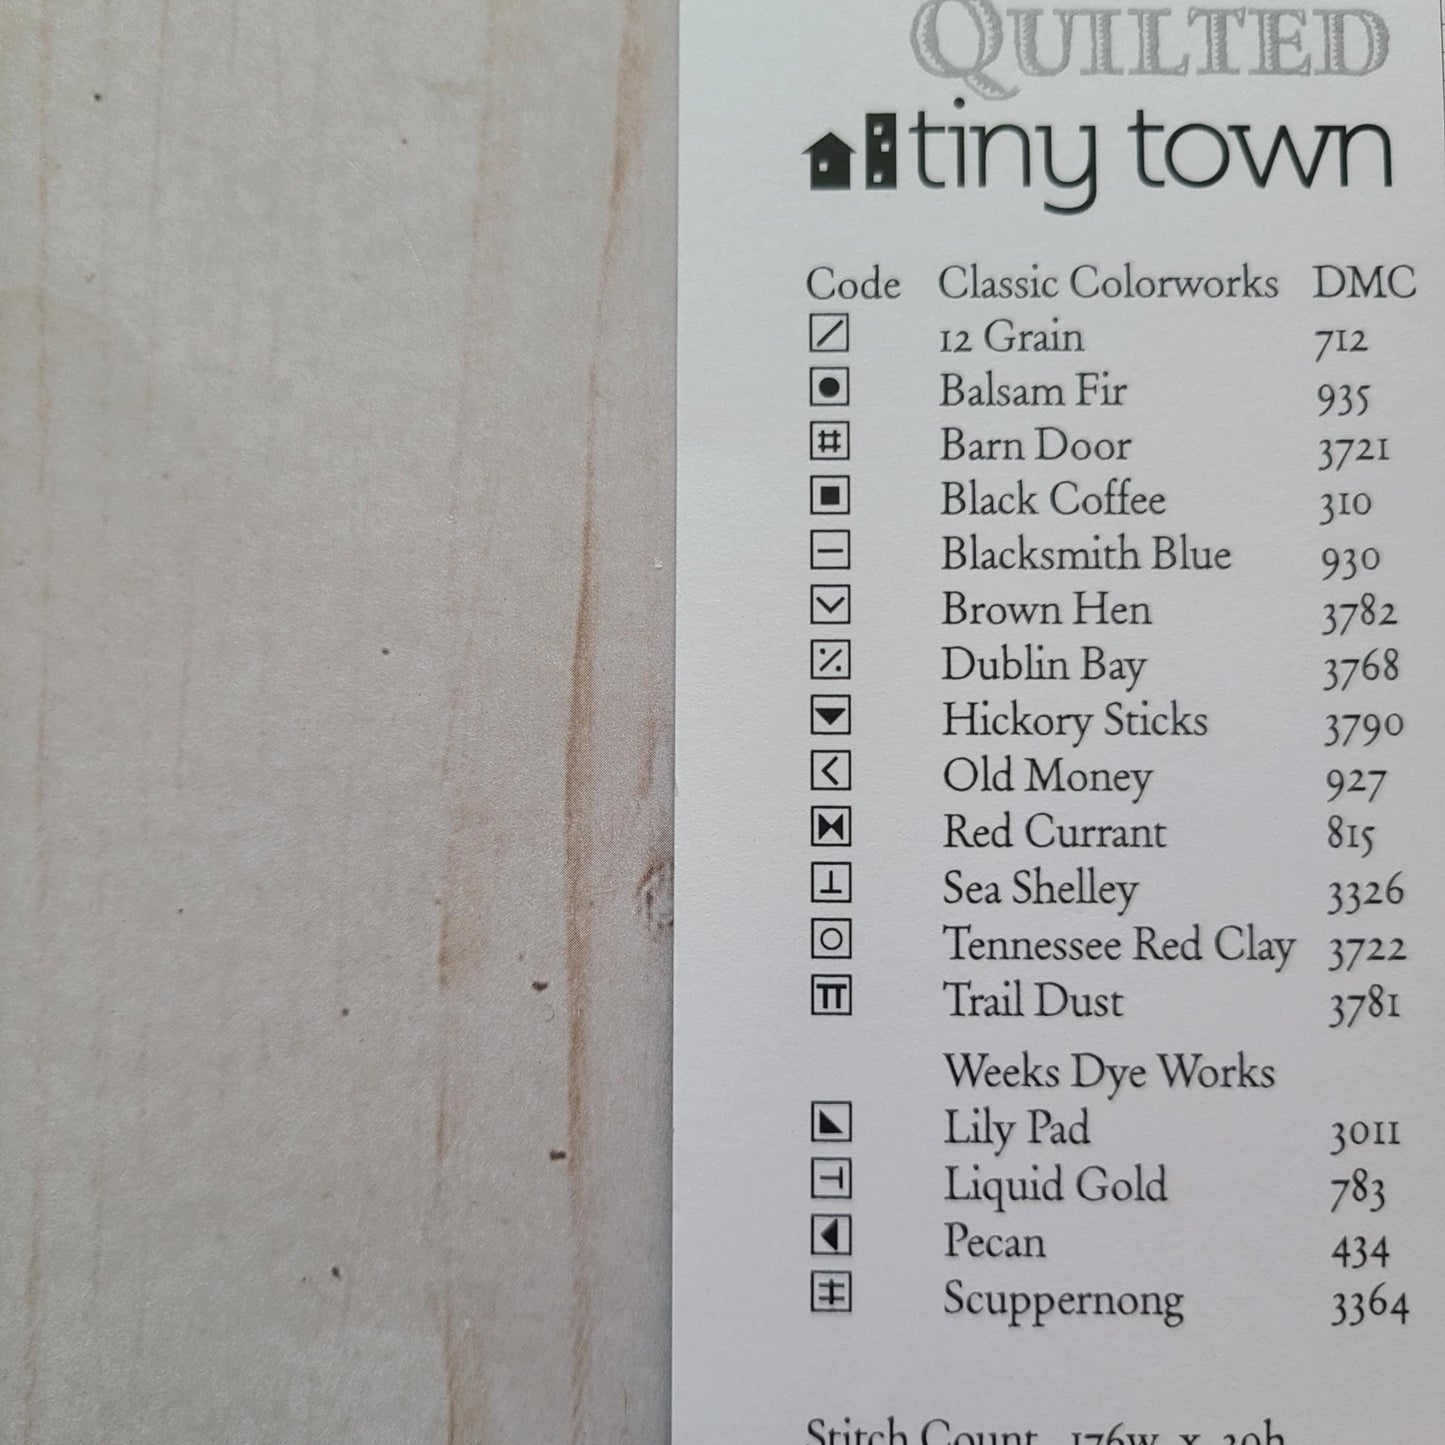 QUILTED
tiny town
Code Classic Colorworks DMC
12 Grain 712
Balsam Fir 935
Barn Door 3721
Black Coffee 310
Blacksmith Blue 930
Brown Hen 3782
Dublin Bay 3768
Hickory Sticks 3790
Old Money 927
Red Currant 815
Sea Shelley 3326
Tennessee Red Clay 3722
Trail Dust 3781
Weeks Dye Works
Lily Pad 3011
Liquid Gold 783
Pecan 434
Scuppernong 3364
Stitch Count 176w x